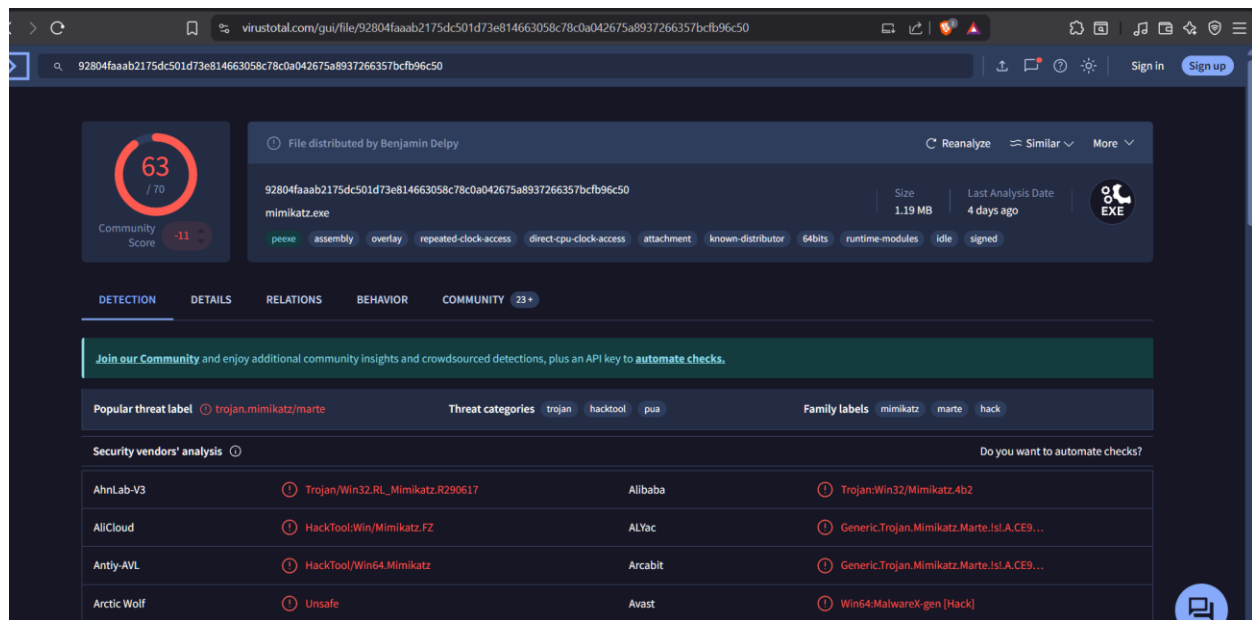 virustotal.com/gui/file/92804faaab2175dc501d73e814663058c78c0a042675a8937266357bcfb96c50
92804faaab2175dc501d73e814663058c78c0a042675a8937266357bcfb96c50
Sign in
Sign up
63
/ 70
Community
Score
-11
File distributed by Benjamin Delpy
Reanalyze
Similar
More
92804faaab2175dc501d73e814663058c78c0a042675a8937266357bcfb96c50
mimikatz.exe
Size
1.19 MB
Last Analysis Date
4 days ago
EXE
peexe assembly overlay repeated-clock-access direct-cpu-clock-access attachment known-distributor 64bits runtime-modules idle signed
DETECTION DETAILS RELATIONS BEHAVIOR COMMUNITY 23+
Join our Community and enjoy additional community insights and crowdsourced detections, plus an API key to automate checks.
Popular threat label trojan.mimikatz/marte Threat categories trojan hacktool pua Family labels mimikatz marte hack
Security vendors' analysis Do you want to automate checks?
AhnLab-V3 Trojan/Win32.RL_Mimikatz.R290617 Alibaba Trojan:Win32/Mimikatz.4b2
AliCloud HackTool:Win/Mimikatz.FZ ALYac Generic.Trojan.Mimikatz.Marte.!s!.A.CE9...
Antiy-AVL HackTool/Win64.Mimikatz Arcabit Generic.Trojan.Mimikatz.Marte.!s!.A.CE9...
Arctic Wolf Unsafe Avast Win64:MalwareX-gen [Hack]